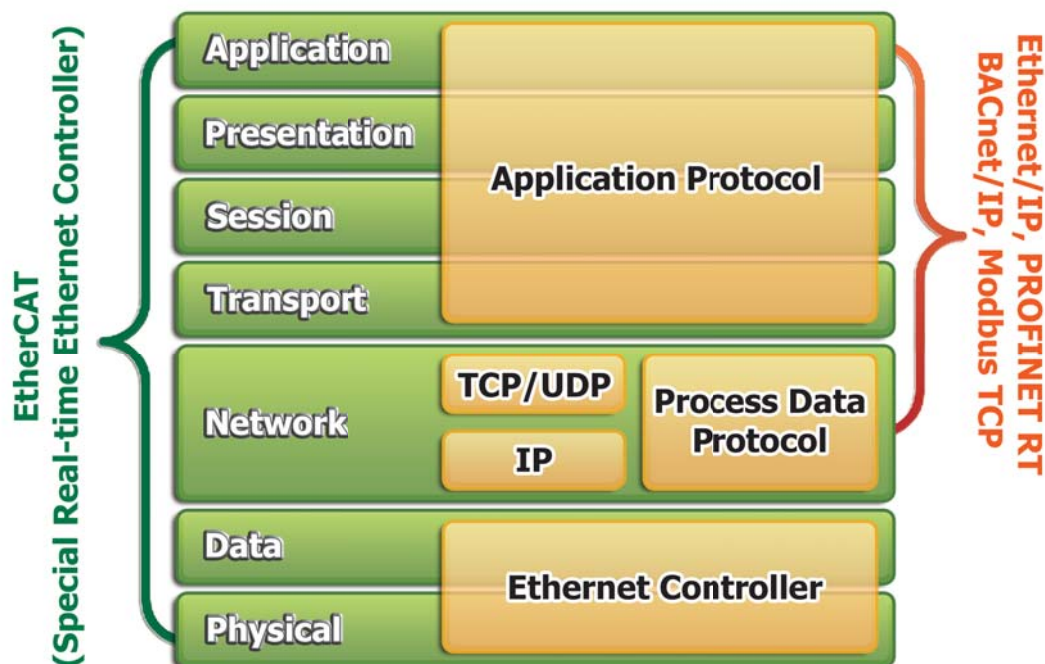 EtherCAT
(Special Real-time Ethernet Controller)
Application
Presentation
Session
Transport
Network
Data
Physical
Application Protocol
TCP/UDP
IP
Process Data
Protocol
Ethernet Controller
Ethernet/IP, PROFINET RT
BACnet/IP, Modbus TCP